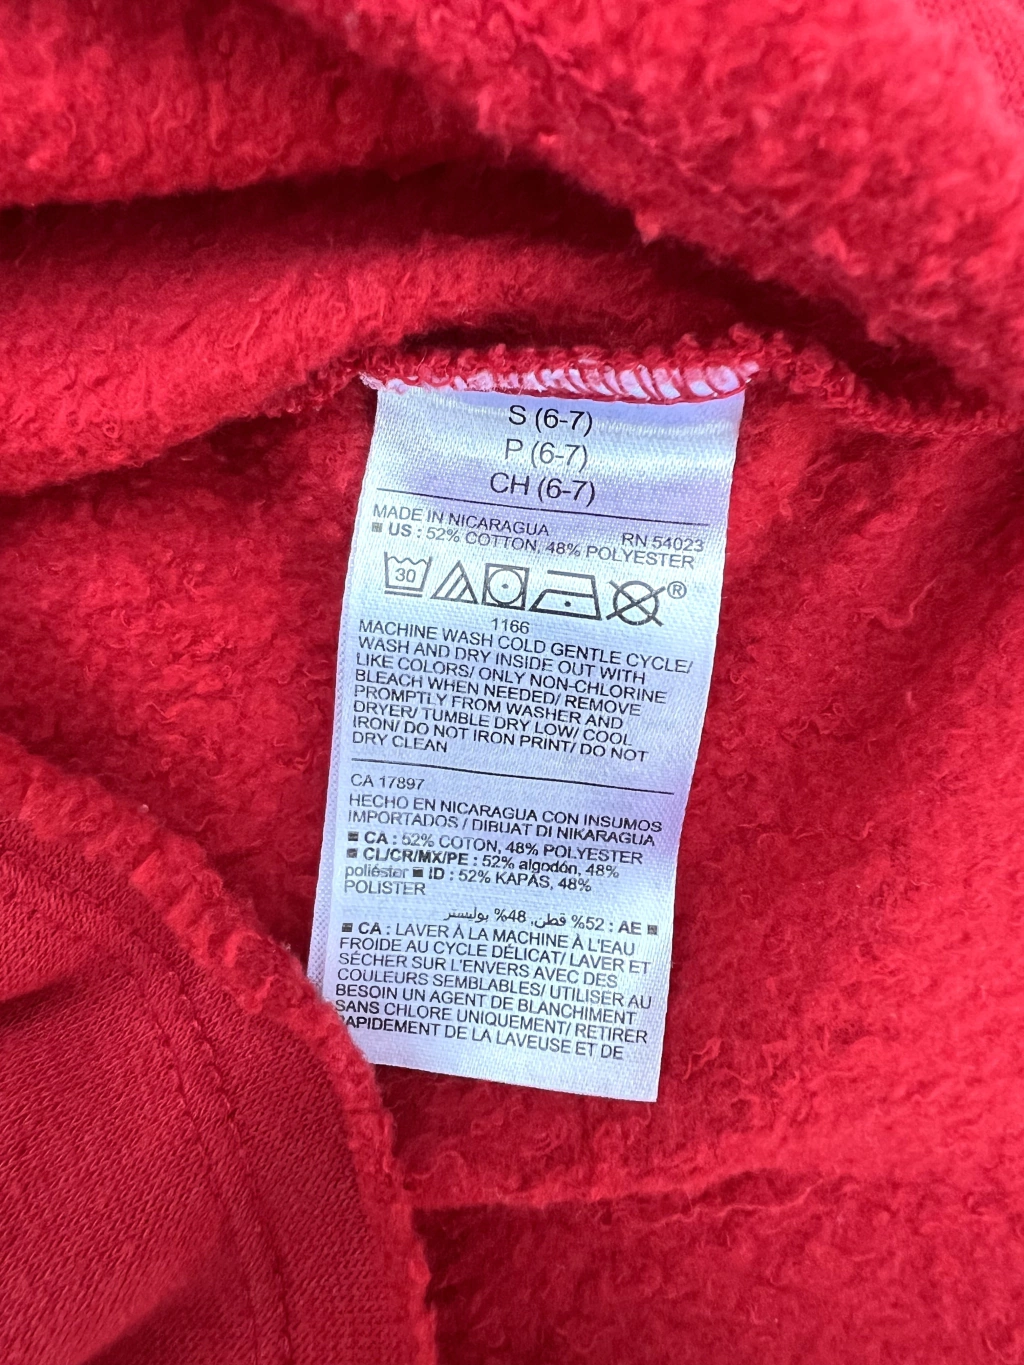 S (6-7)
P (6-7)
CH (6-7)
MADE IN NICARAGUA RN 54023
US : 52% COTTON, 48% POLYESTER
30
®
1166
MACHINE WASH COLD GENTLE CYCLE/
WASH AND DRY INSIDE OUT WITH
LIKE COLORS/ ONLY NON-CHLORINE
BLEACH WHEN NEEDED/ REMOVE
PROMPTLY FROM WASHER AND
DRYER/ TUMBLE DRY LOW/ COOL
IRON/ DO NOT IRON PRINT/ DO NOT
DRY CLEAN
CA 17897
HECHO EN NICARAGUA CON INSUMOS
IMPORTADOS / DIBUAT DI NIKARAGUA
CA : 52% COTON, 48% POLYESTER
CL/CR/MX/PE : 52% algodón, 48%
poliéster ID : 52% KAPAS, 48%
POLISTER
AE : 52% قطن, 48% بوليستر
CA : LAVER À LA MACHINE À L'EAU
FROIDE AU CYCLE DÉLICAT/ LAVER ET
SÉCHER SUR L'ENVERS AVEC DES
COULEURS SEMBLABLES/ UTILISER AU
BESOIN UN AGENT DE BLANCHIMENT
SANS CHLORE UNIQUEMENT/ RETIRER
RAPIDEMENT DE LA LAVEUSE ET DE